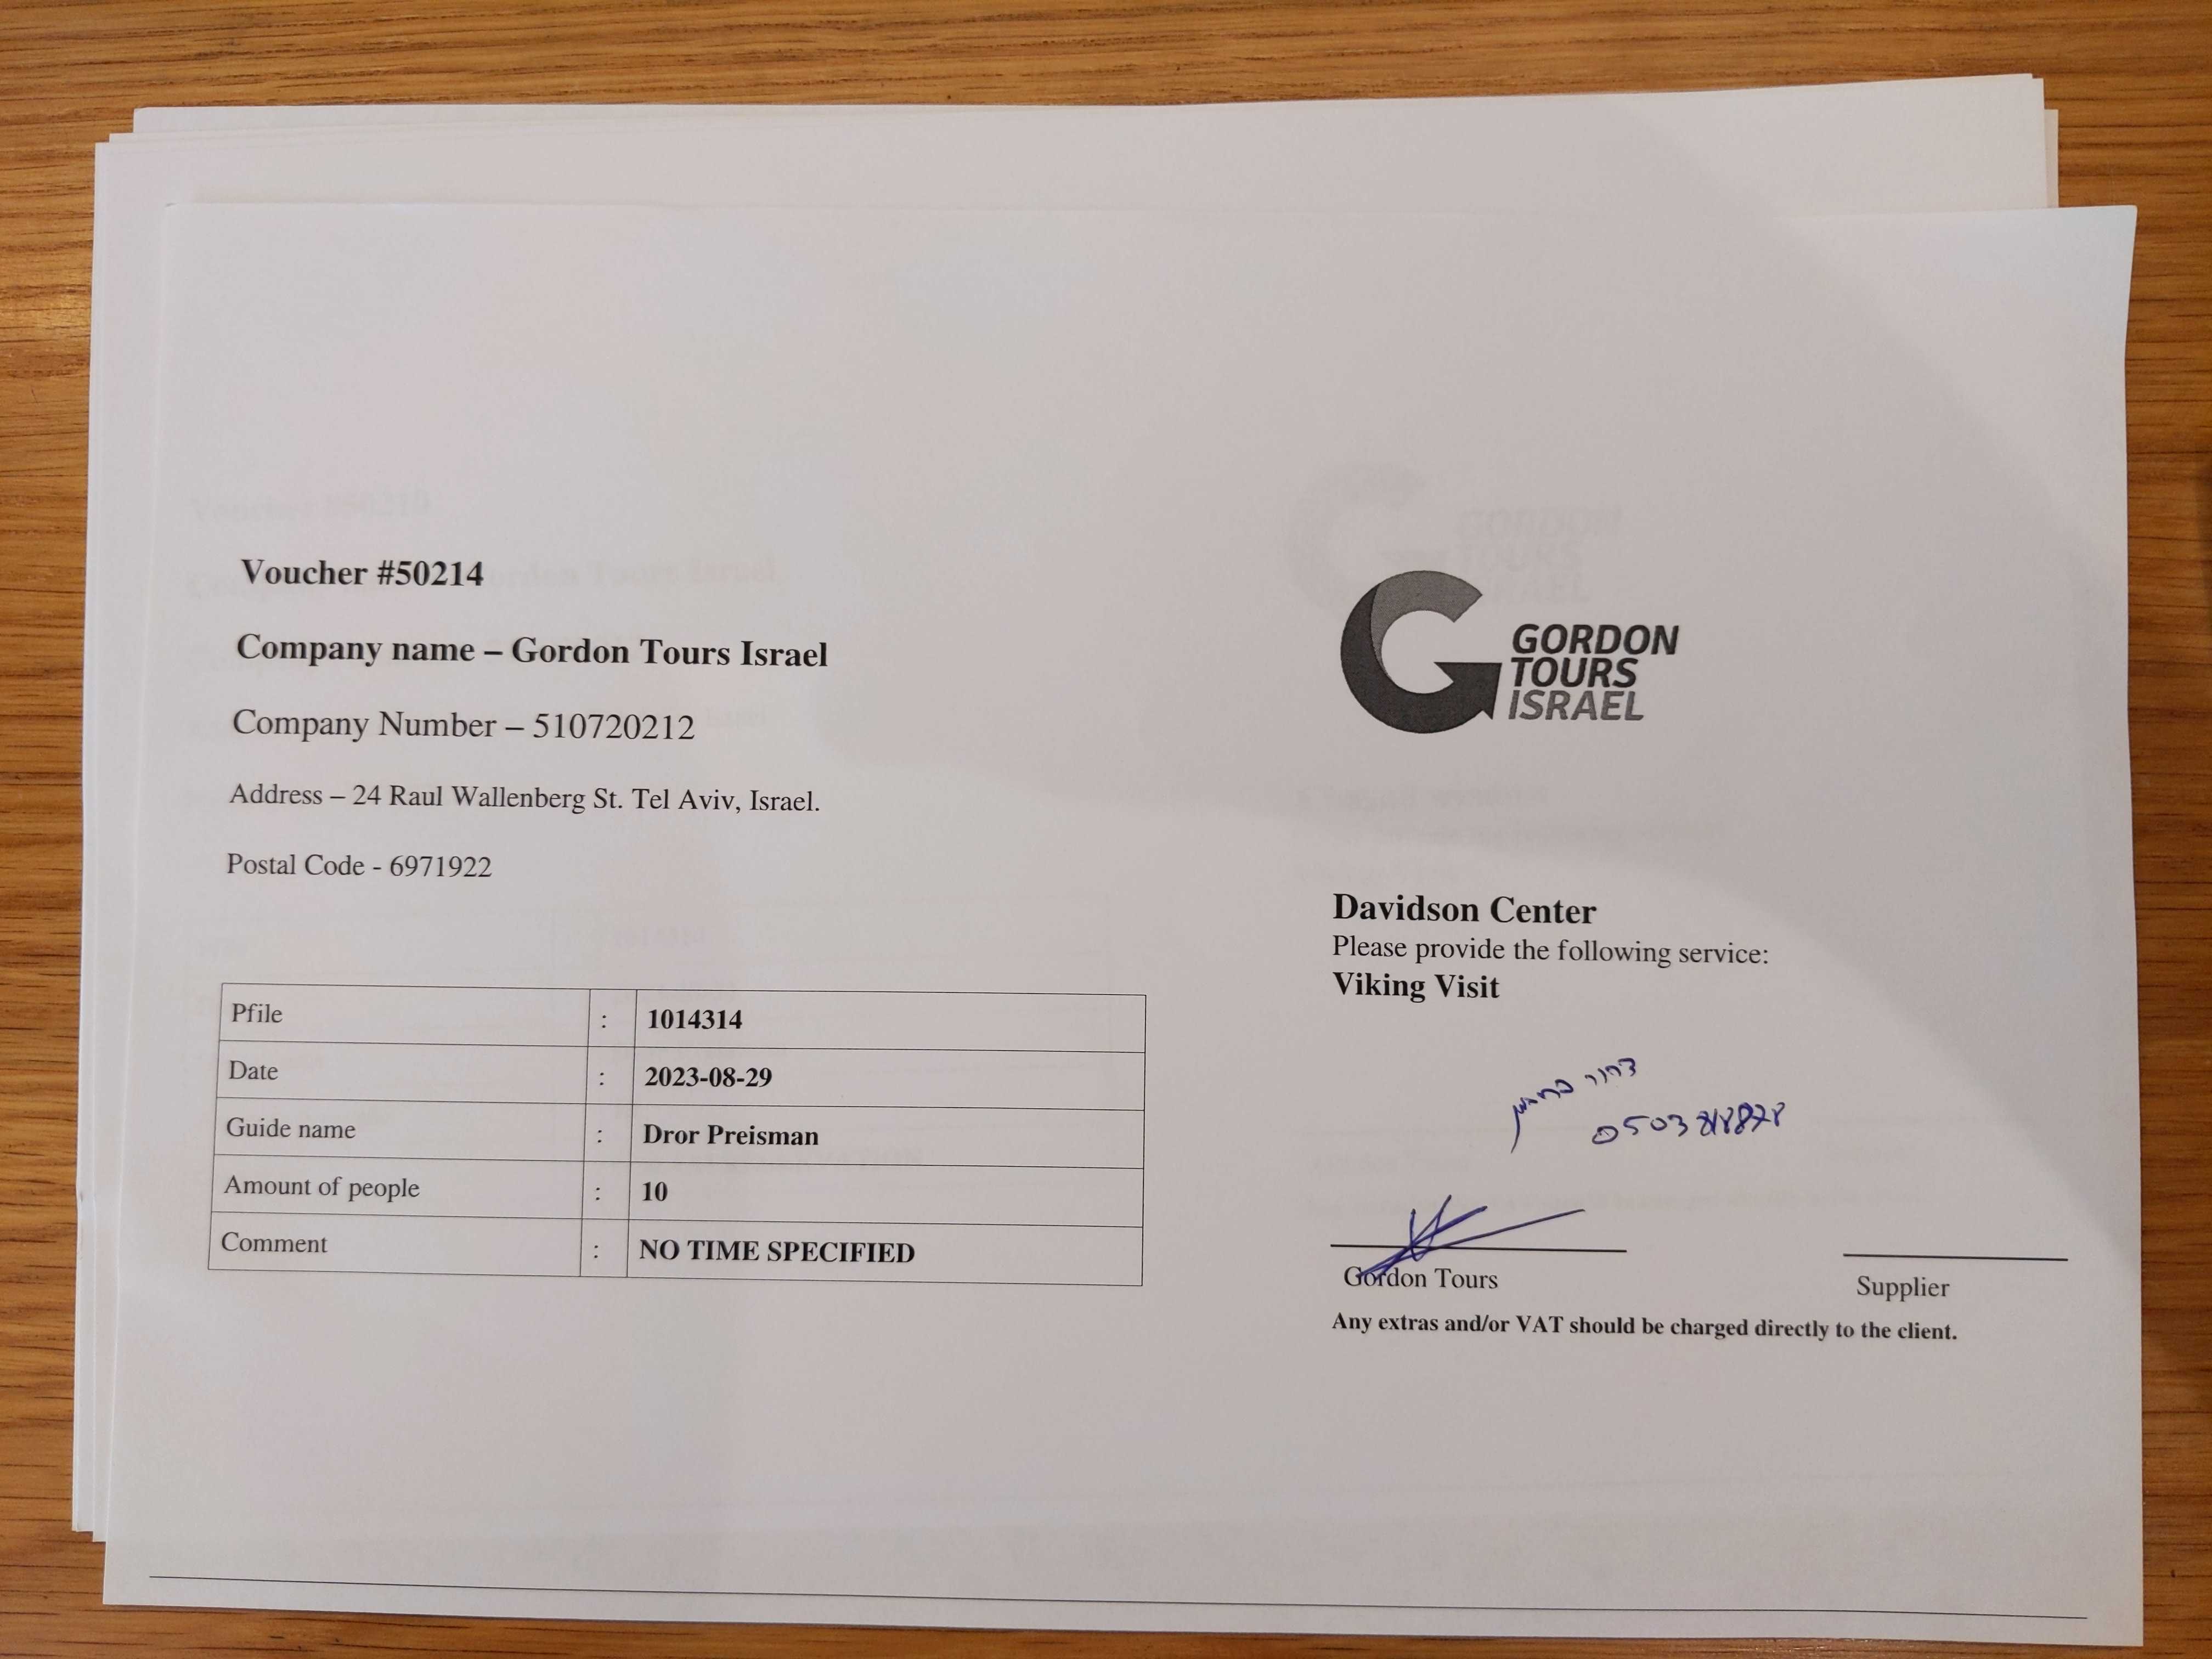 Voucher #50214
Company name – Gordon Tours Israel
Company Number – 510720212
Address – 24 Raul Wallenberg St. Tel Aviv, Israel.
Postal Code - 6971922
Pfile : 1014314
Date : 2023-08-29
Guide name : Dror Preisman
Amount of people : 10
Comment : NO TIME SPECIFIED
GORDON
TOURS
ISRAEL
Davidson Center
Please provide the following service:
Viking Visit
דרור פרייסמן
Gordon Tours
Supplier
Any extras and/or VAT should be charged directly to the client.